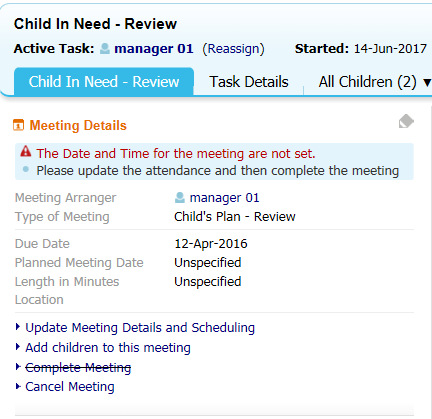 Child In Need - Review
Active Task: manager 01 (Reassign) Started: 14-Jun-2017
Child In Need - Review Task Details All Children (2) ▼
Meeting Details
The Date and Time for the meeting are not set.
Please update the attendance and then complete the meeting
Meeting Arranger manager 01
Type of Meeting Child's Plan - Review
Due Date 12-Apr-2016
Planned Meeting Date Unspecified
Length in Minutes Unspecified
Location
Update Meeting Details and Scheduling
Add children to this meeting
Complete Meeting
Cancel Meeting